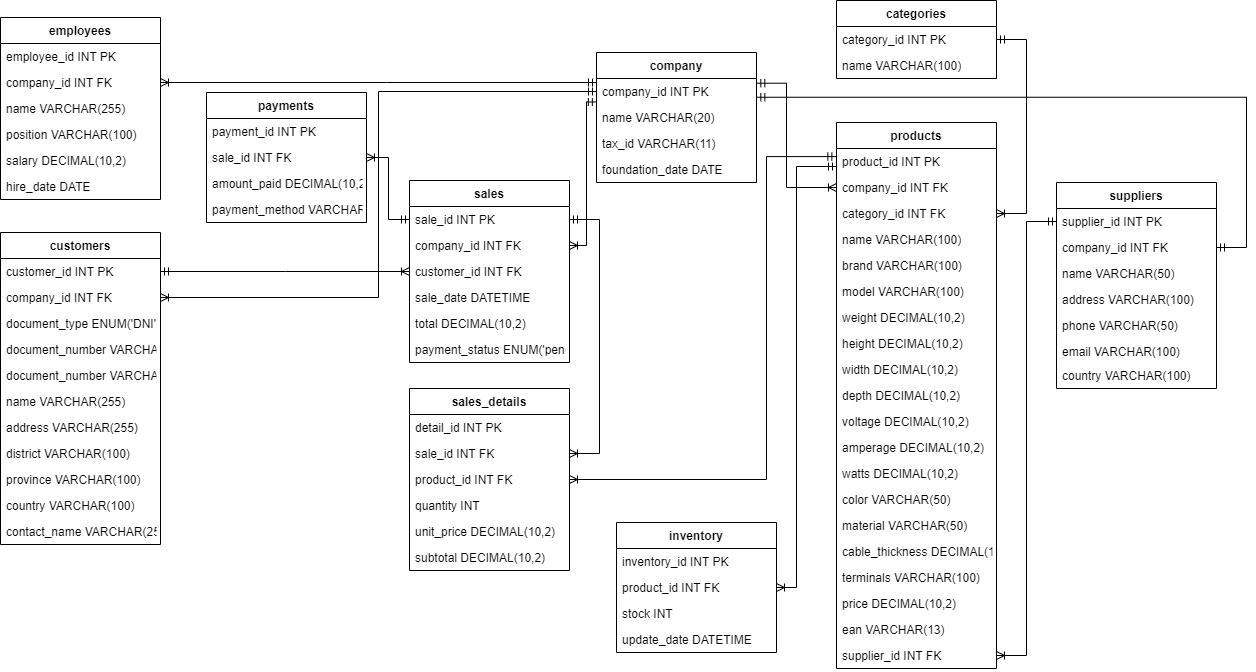 employees
employee_id INT PK
company_id INT FK
name VARCHAR(255)
position VARCHAR(100)
salary DECIMAL(10,2)
hire_date DATE
customers
customer_id INT PK
company_id INT FK
document_type ENUM('DNI'
document_number VARCHA
document_number VARCHA
name VARCHAR(255)
address VARCHAR(255)
district VARCHAR(100)
province VARCHAR(100)
country VARCHAR(100)
contact_name VARCHAR(25
payments
payment_id INT PK
sale_id INT FK
amount_paid DECIMAL(10,2
payment_method VARCHAR
sales
sale_id INT PK
company_id INT FK
customer_id INT FK
sale_date DATETIME
total DECIMAL(10,2)
payment_status ENUM('pen
sales_details
detail_id INT PK
sale_id INT FK
product_id INT FK
quantity INT
unit_price DECIMAL(10,2)
subtotal DECIMAL(10,2)
company
company_id INT PK
name VARCHAR(20)
tax_id VARCHAR(11)
foundation_date DATE
inventory
inventory_id INT PK
product_id INT FK
stock INT
update_date DATETIME
categories
category_id INT PK
name VARCHAR(100)
products
product_id INT PK
company_id INT FK
category_id INT FK
name VARCHAR(100)
brand VARCHAR(100)
model VARCHAR(100)
weight DECIMAL(10,2)
height DECIMAL(10,2)
width DECIMAL(10,2)
depth DECIMAL(10,2)
voltage DECIMAL(10,2)
amperage DECIMAL(10,2)
watts DECIMAL(10,2)
color VARCHAR(50)
material VARCHAR(50)
cable_thickness DECIMAL(1
terminals VARCHAR(100)
price DECIMAL(10,2)
ean VARCHAR(13)
supplier_id INT FK
suppliers
supplier_id INT PK
company_id INT FK
name VARCHAR(50)
address VARCHAR(100)
phone VARCHAR(50)
email VARCHAR(100)
country VARCHAR(100)